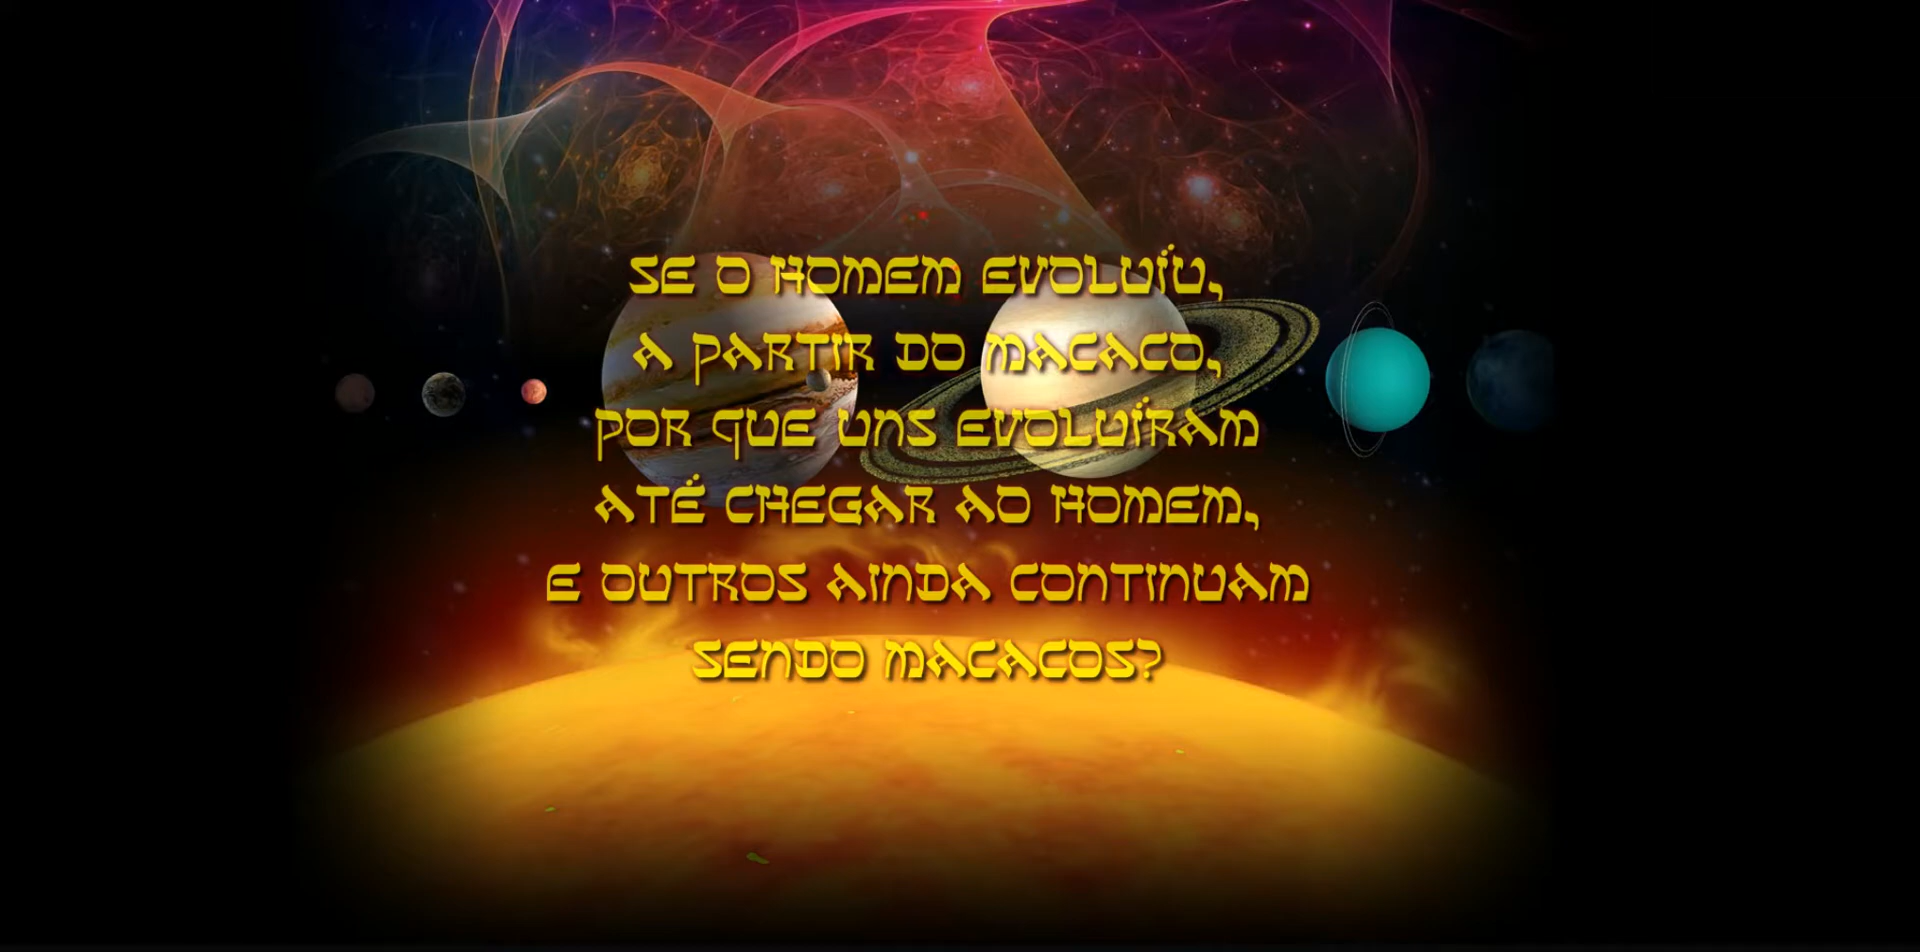 SE O HOMEM EVOLUÍU,
A PARTIR DO MACACO,
POR QUE UNS EVOLUÍRAM
ATÉ CHEGAR AO HOMEM,
E OUTROS AINDA CONTINUAM
SENDO MACACOS?